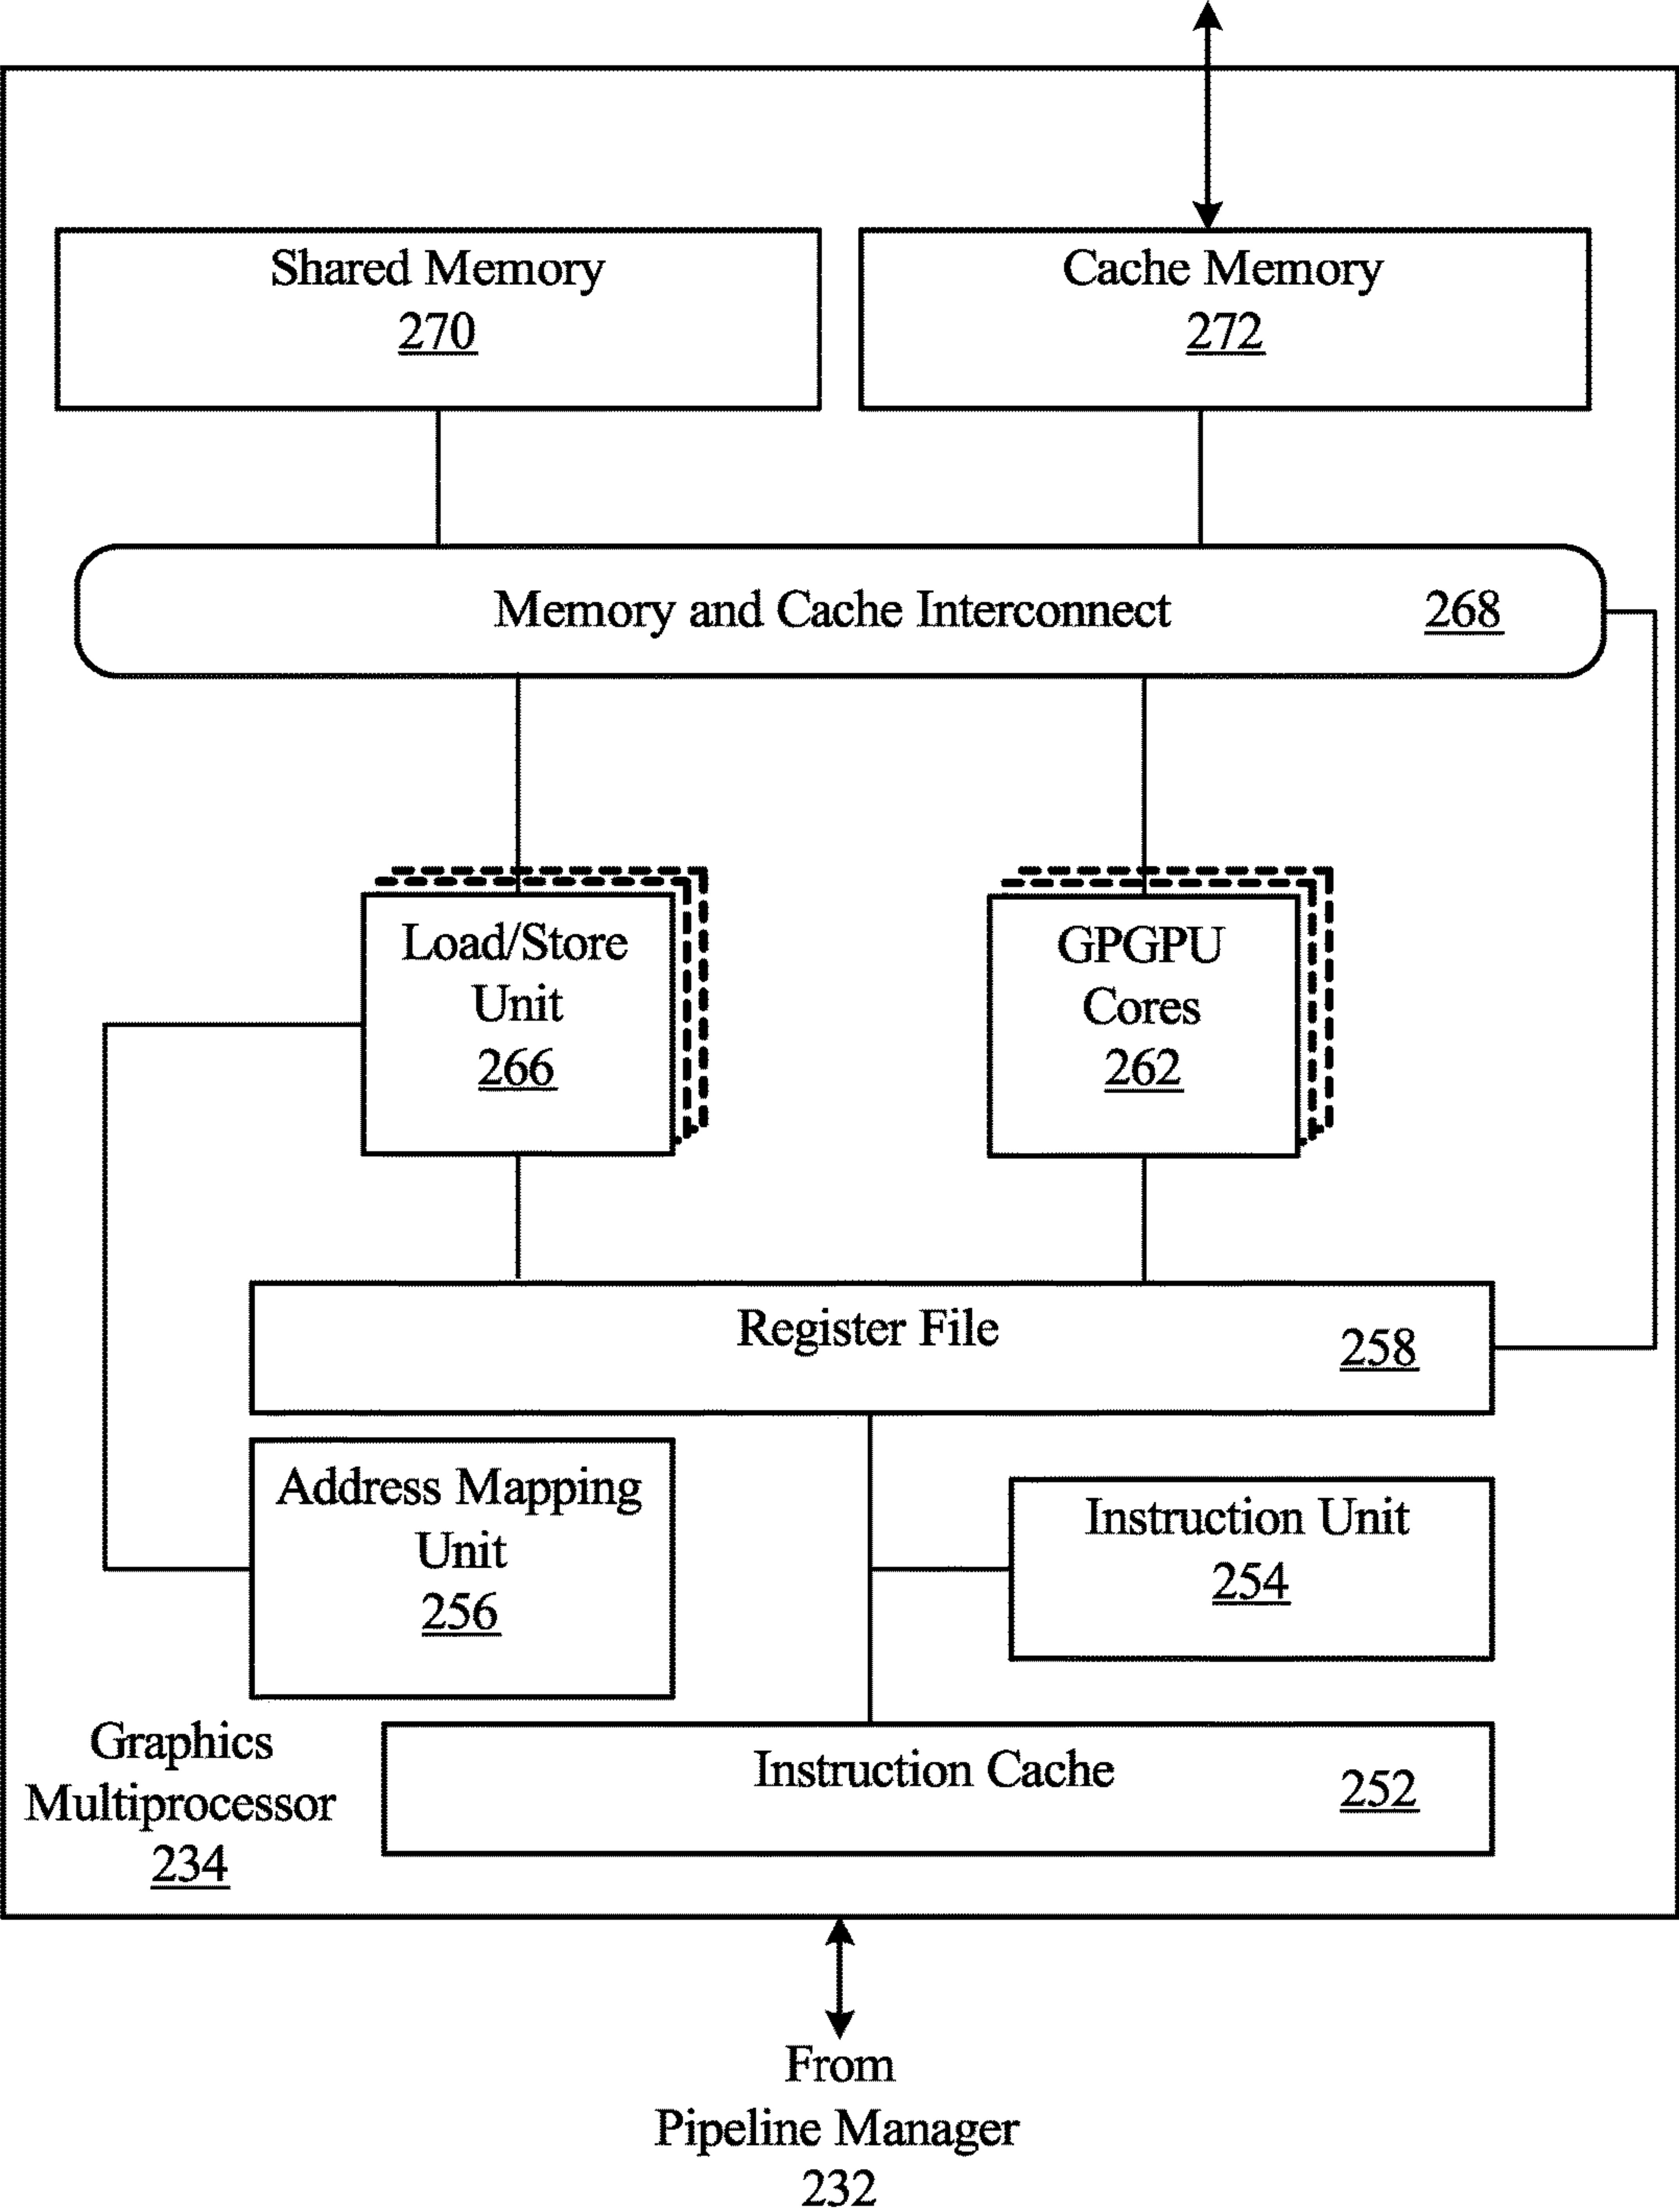 Shared Memory
270
Cache Memory
272
Memory and Cache Interconnect 268
Load/Store
Unit
266
GPGPU
Cores
262
Register File 258
Address Mapping
Unit
256
Instruction Unit
254
Graphics
Multiprocessor
234
Instruction Cache 252
From
Pipeline Manager
232